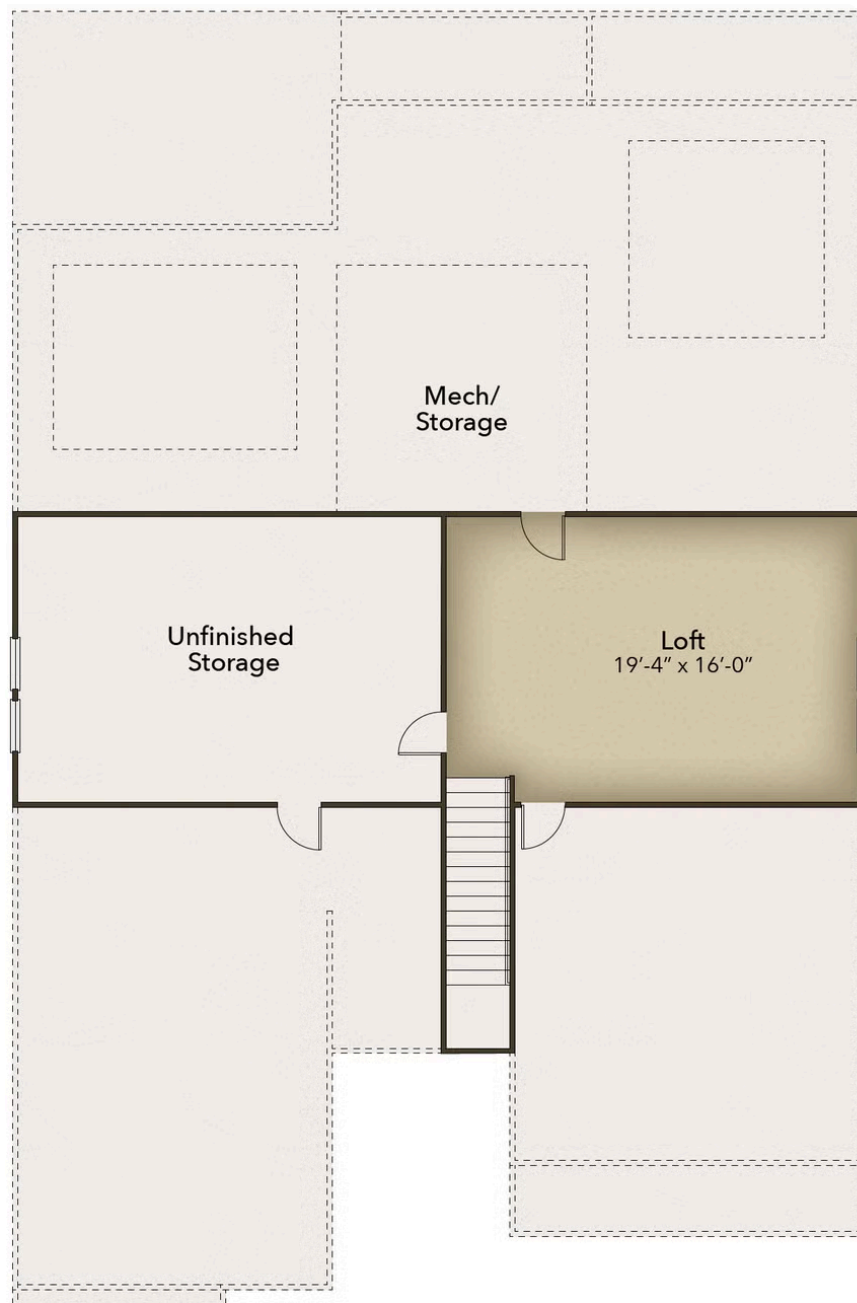 Mech/
Storage
Unfinished
Storage
Loft
19’-4” x 16’-0”